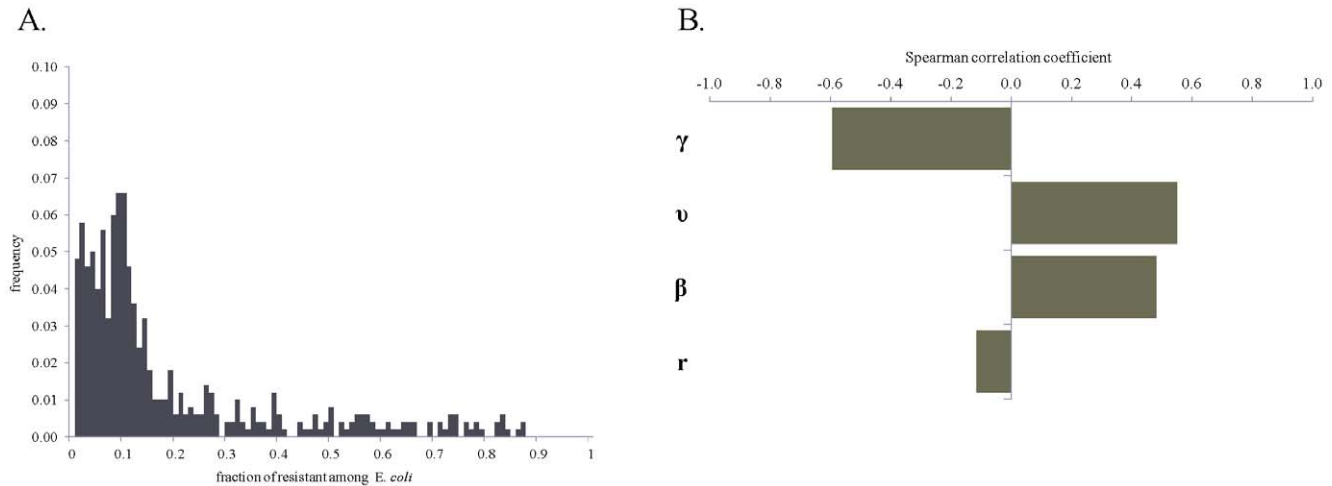 A.
0.10
0.09
0.08
0.07
0.06
0.05
0.04
0.03
0.02
0.01
0.00
frequency
0 0.1 0.2 0.3 0.4 0.5 0.6 0.7 0.8 0.9 1
fraction of resistant among E. coli
B.
Spearman correlation coefficient
-1.0 -0.8 -0.6 -0.4 -0.2 0.0 0.2 0.4 0.6 0.8 1.0
γ
υ
β
r